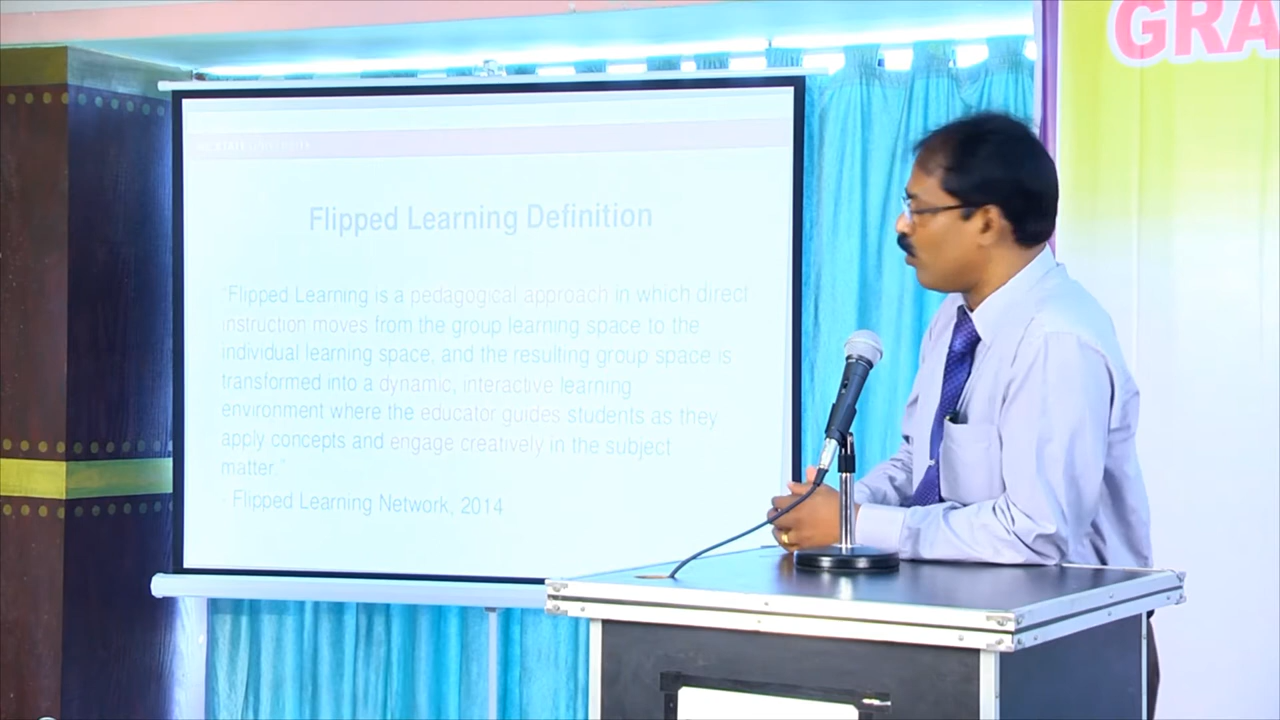 GRA
STATE UNIVERSITY
Flipped Learning Definition
"Flipped Learning is a pedagogical approach in which direct
instruction moves from the group learning space to the
individual learning space, and the resulting group space is
transformed into a dynamic, interactive learning
environment where the educator guides students as they
apply concepts and engage creatively in the subject
matter."
- Flipped Learning Network, 2014